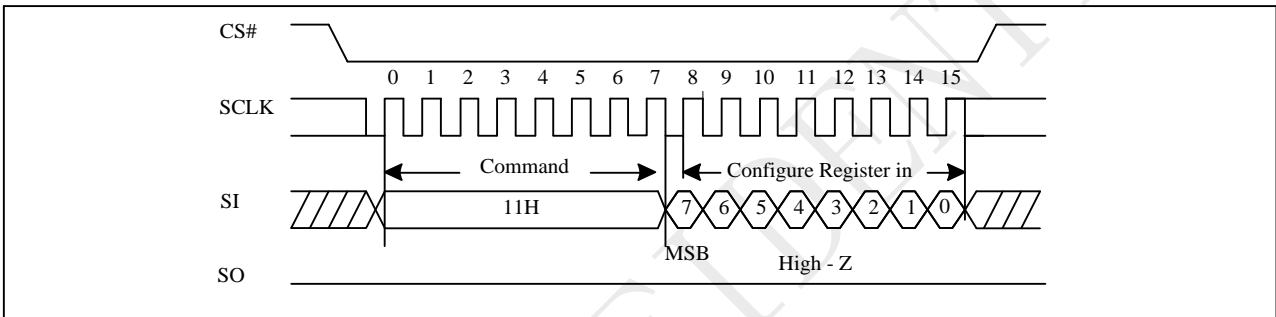 CS#
0 1 2 3 4 5 6 7 8 9 10 11 12 13 14 15
SCLK
Command Configure Register in
SI 11H 7 6 5 4 3 2 1 0
MSB High - Z
SO